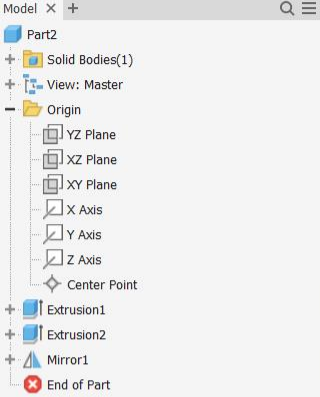 Model
Part2
Solid Bodies(1)
View: Master
Origin
YZ Plane
XZ Plane
XY Plane
X Axis
Y Axis
Z Axis
Center Point
Extrusion1
Extrusion2
Mirror1
End of Part